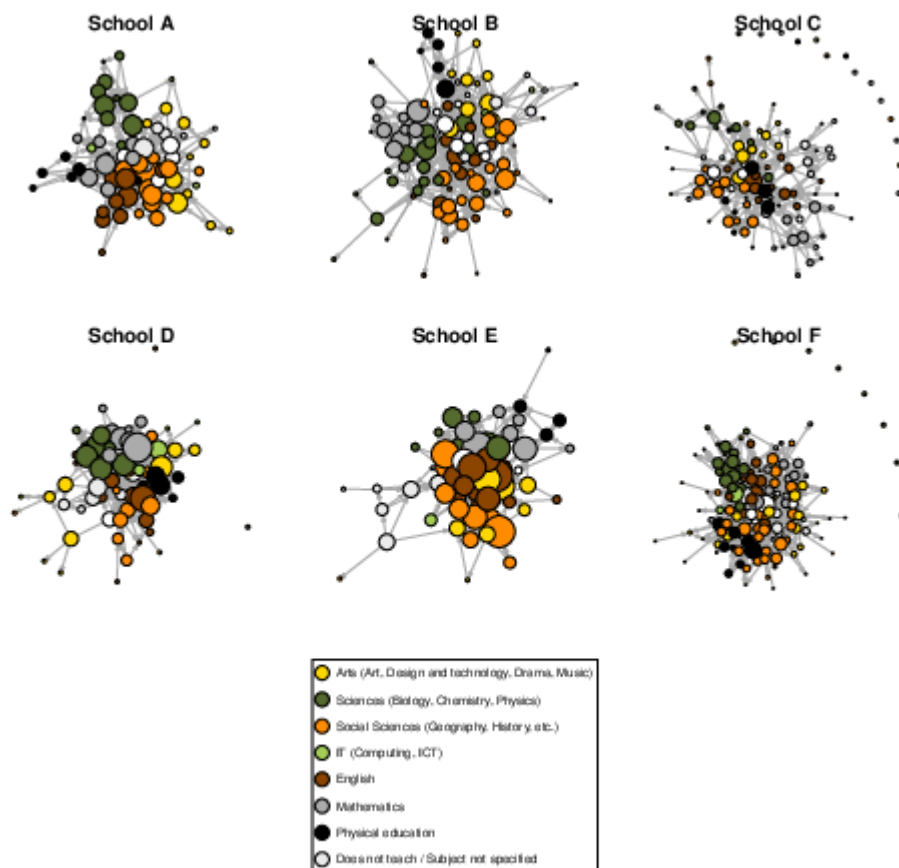 School A
School B
School C
School D
School E
School F
Arts (Art, Design and technology, Drama, Music)
Sciences (Biology, Chemistry, Physics)
Social Sciences (Geography, History, etc.)
IT (Computing, ICT)
English
Mathematics
Physical education
Does not teach / Subject not specified